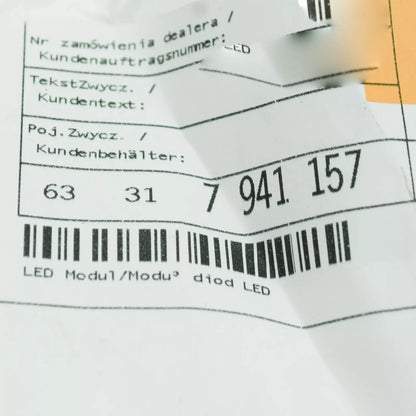 Nr zamówienia dealera /
Kundenauftragsnummer:
LED
TekstZwycz. /
Kundentext:
Poj.Zwycz. /
Kundenbehälter:
63 31 7 941 157
LED Modul/Modu³ diod LED